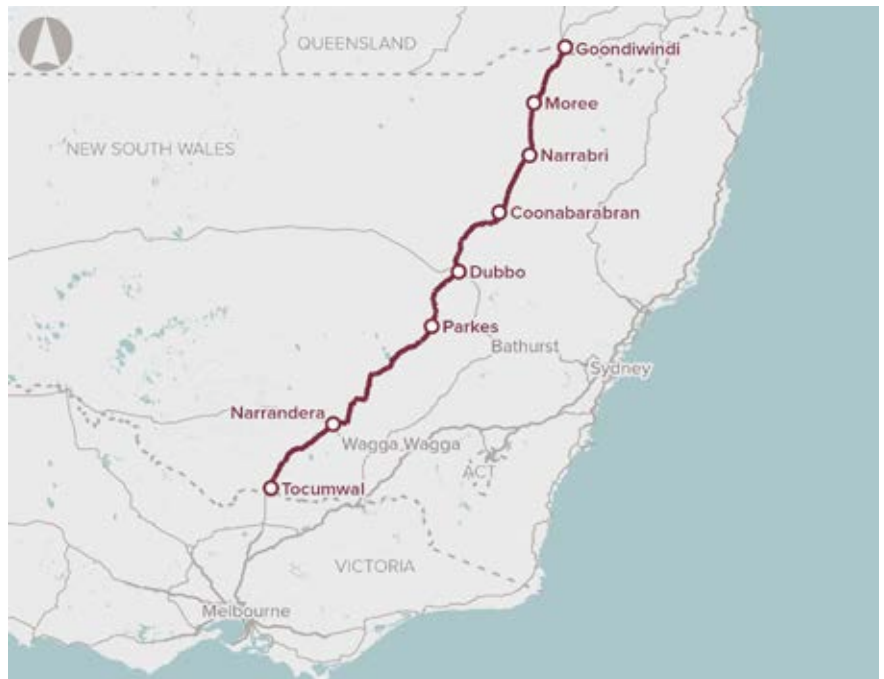 QUEENSLAND
Goondiwindi
Moree
NEW SOUTH WALES
Narrabri
Coonabarabran
Dubbo
Parkes
Bathurst
Sydney
Narrandera
Wagga Wagga
ACT
Tocumwal
VICTORIA
Melbourne